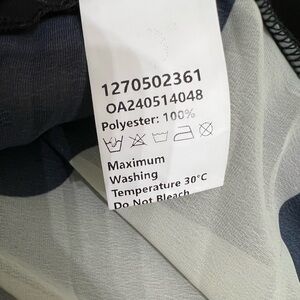 1270502361
OA240514048
Polyester: 100%
Maximum
Washing
Temperature 30°C
Do Not Bleach